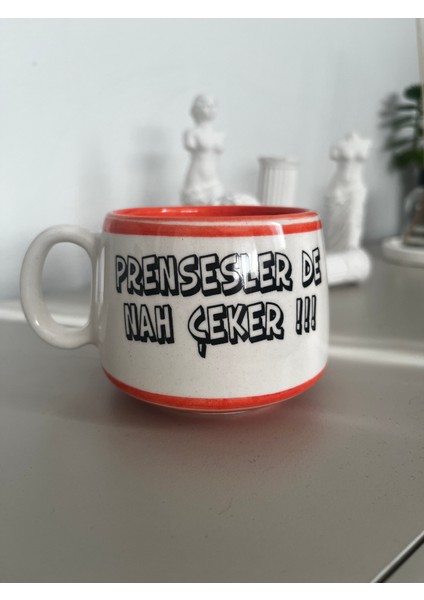 PRENSESLER DE
NAH ÇEKER !!!